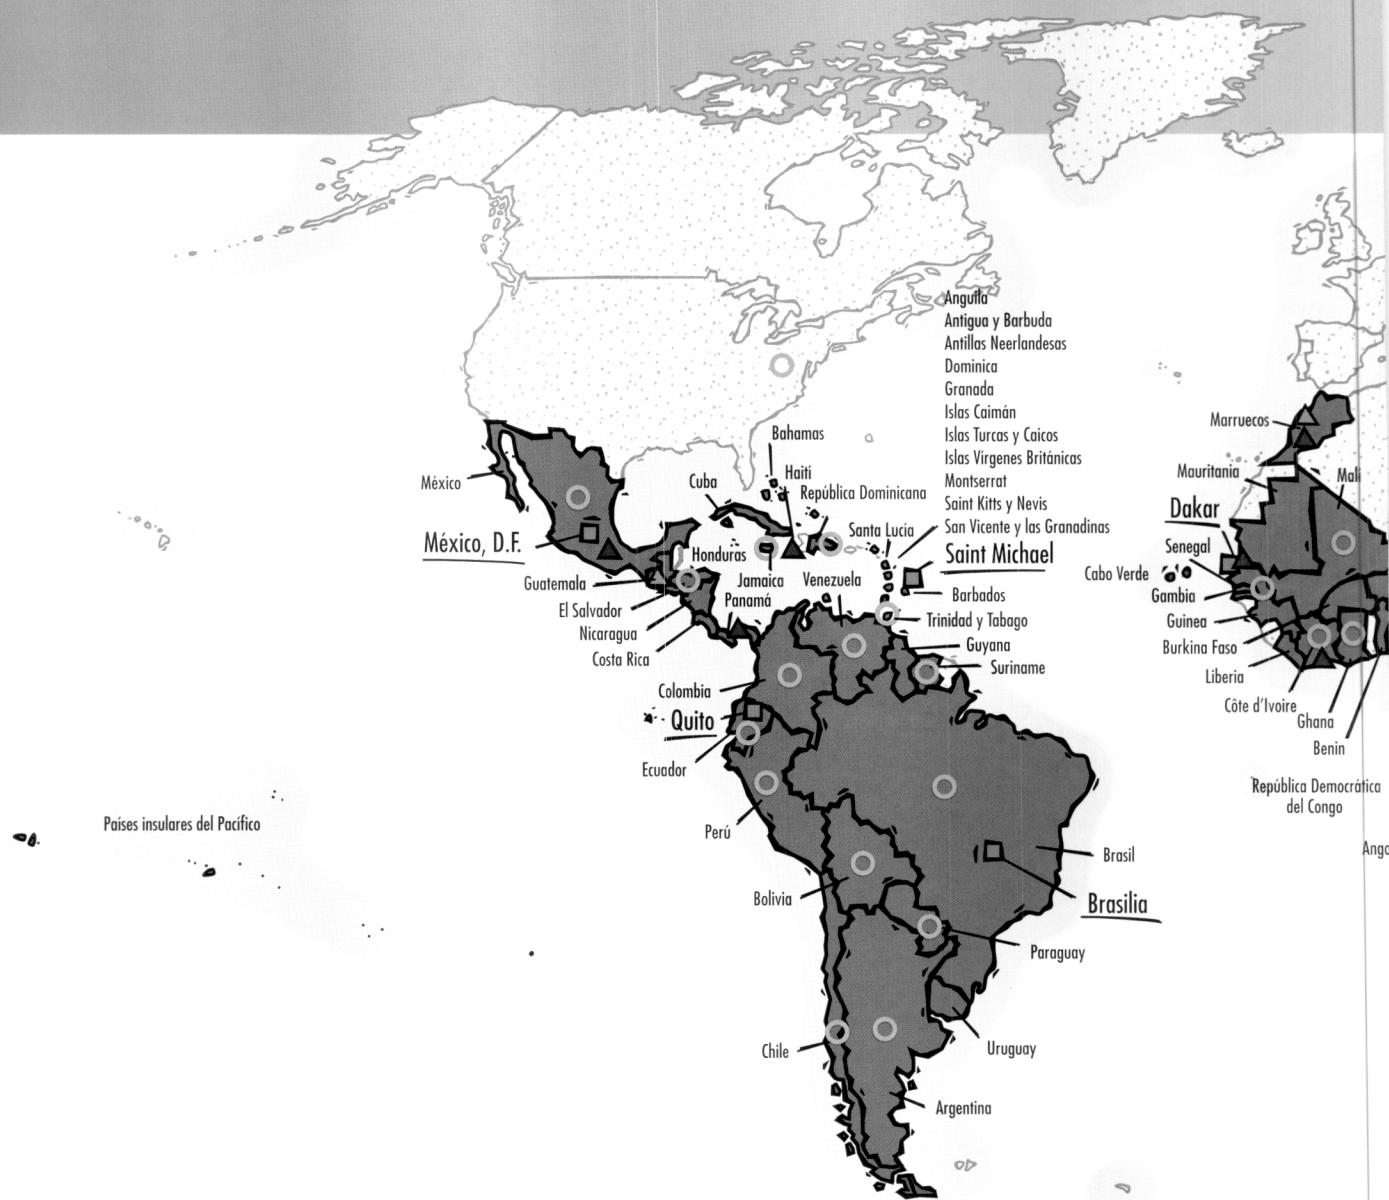 Anguila
Antigua y Barbuda
Antillas Neerlandesas
Dominica
Granada
Islas Caimán
Islas Turcas y Caicos
Islas Vírgenes Británicas
Montserrat
Saint Kitts y Nevis
San Vicente y las Granadinas
Bahamas
Haití
Cuba
República Dominicana
México
Santa Lucía
México, D.F.
Honduras
Saint Michael
Guatemala
Jamaica
Venezuela
Barbados
El Salvador
Panamá
Trinidad y Tabago
Nicaragua
Guyana
Costa Rica
Suriname
Colombia
Quito
Ecuador
Perú
Brasil
Bolivia
Brasilia
Paraguay
Chile
Uruguay
Argentina
Países insulares del Pacífico
Marruecos
Mauritania
Malí
Dakar
Senegal
Cabo Verde
Gambia
Guinea
Burkina Faso
Liberia
Côte d'Ivoire
Ghana
Benin
República Democrática
del Congo
Ango